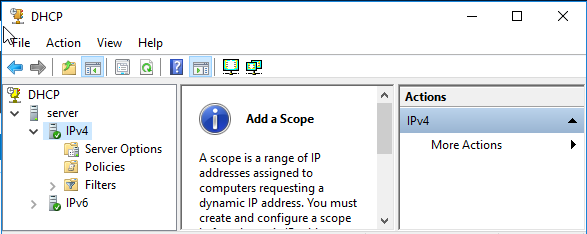 DHCP
File Action View Help
DHCP
server
IPv4
Server Options
Policies
Filters
IPv6
Add a Scope
A scope is a range of IP
addresses assigned to
computers requesting a
dynamic IP address. You must
create and configure a scope
Actions
IPv4
More Actions